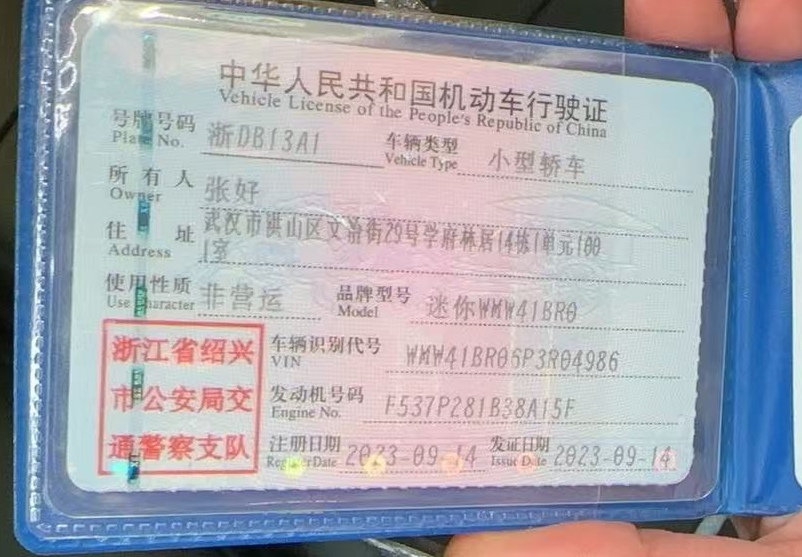 中华人民共和国机动车行驶证
Vehicle License of the People's Republic of China
号牌号码 浙DB13A1 车辆类型 小型轿车
Plate No. Vehicle Type
所有人 张好
Owner
住址 武汉市洪山区文治街29号学府林居14栋1单元100
Address 1室
使用性质 非营运 品牌型号 迷你WMW41BR0
Use Character Model
浙江省绍兴 车辆识别代号 WMW41BR06P3R04986
VIN
市公安局交 发动机号码 F537P281B38A15F
Engine No.
通警察支队 注册日期 2023-09-14 发证日期 2023-09-14
Register Date Issue Date